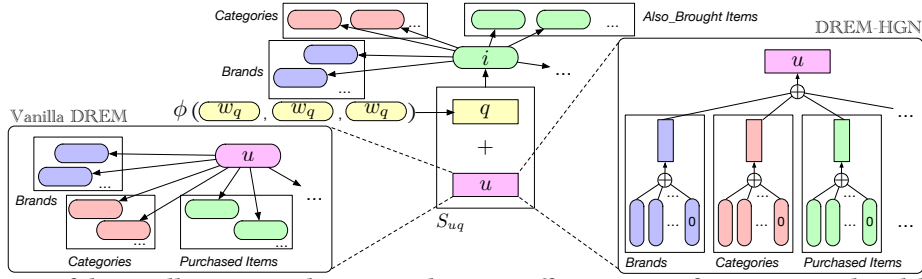 Categories
...
...
Also_Brought Items
DREM-HGN
Brands
...
i
...
u
ϕ ( w_q , w_q , w_q )
q
Vanilla DREM
+
u
S_uq
u
...
Brands
...
...
Categories
...
Purchased Items
...
...
... 0
... 0
... 0
...
Brands
Categories
Purchased Items